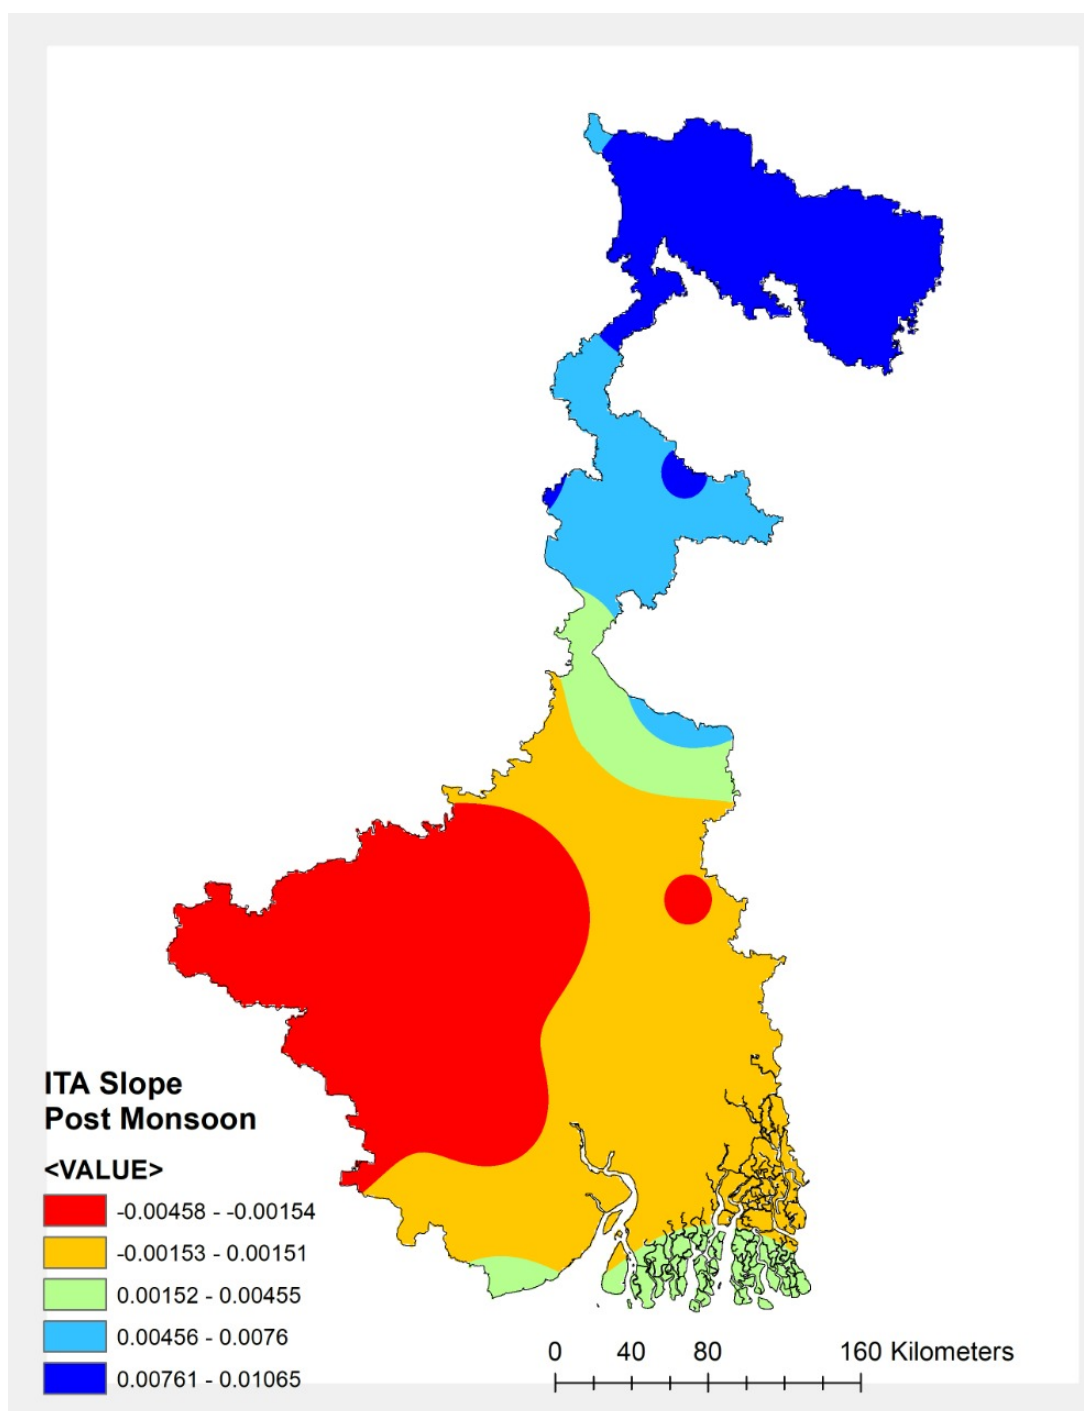 ITA Slope
Post Monsoon
<VALUE>
-0.00458 - -0.00154
-0.00153 - 0.00151
0.00152 - 0.00455
0.00456 - 0.0076
0.00761 - 0.01065
0 40 80 160 Kilometers